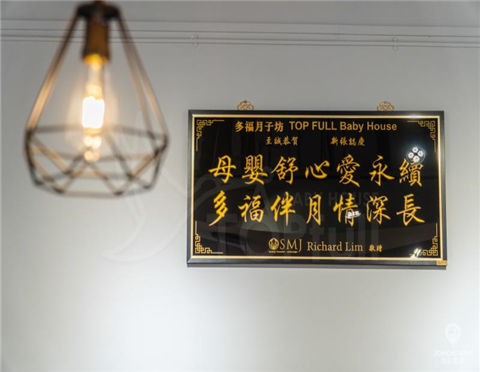 多福月子坊 TOP FULL Baby House
至誠恭賀 新張誌慶
母嬰舒心愛永續
多福伴月情深長
SMJ Richard Lim 敬贈
TOPfull